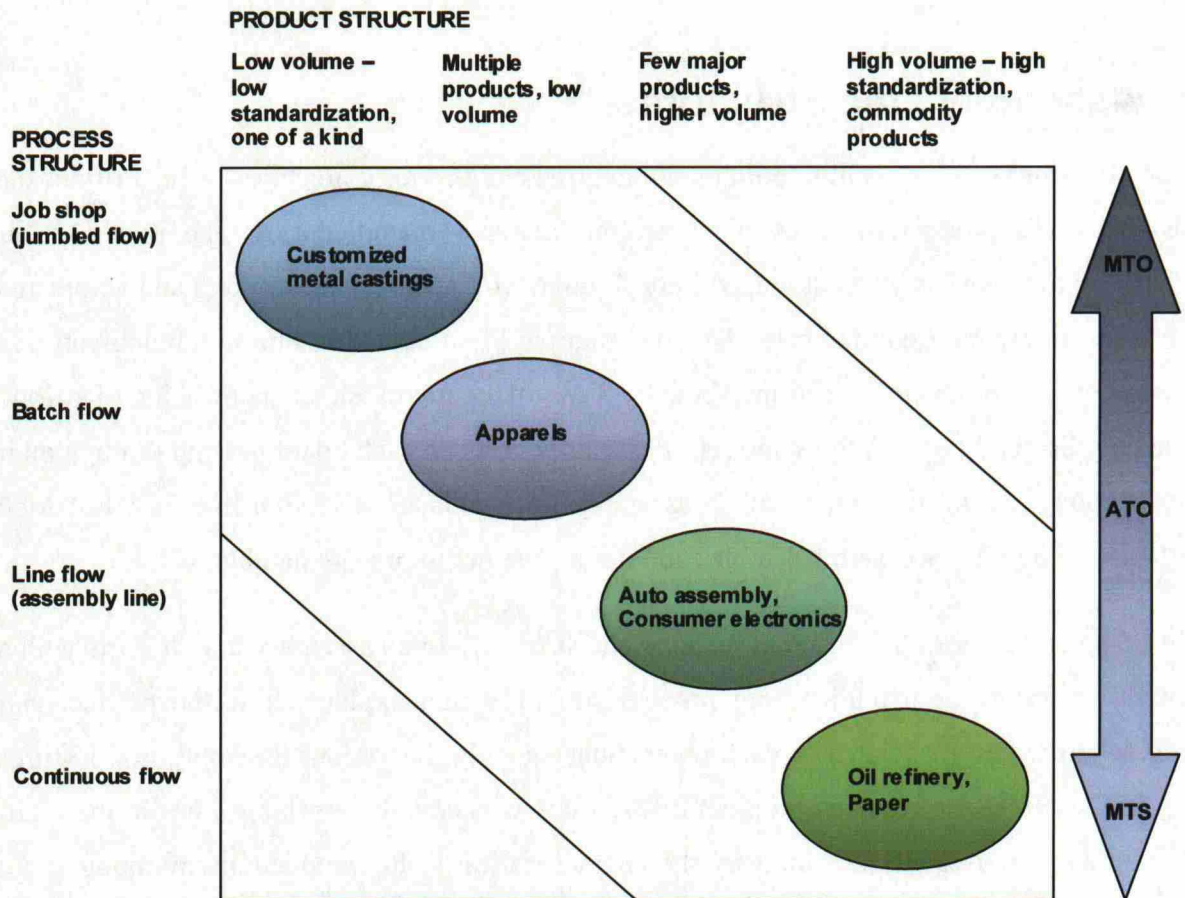 PRODUCT STRUCTURE
Low volume –
low
standardization,
one of a kind
Multiple
products, low
volume
Few major
products,
higher volume
High volume – high
standardization,
commodity
products
PROCESS
STRUCTURE
Job shop
(jumbled flow)
Customized
metal castings
MTO
Batch flow
Apparels
ATO
Line flow
(assembly line)
Auto assembly,
Consumer electronics
Continuous flow
Oil refinery,
Paper
MTS